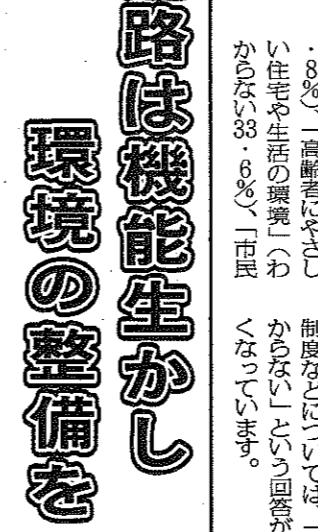 ・8％）、「高齢者にやさし
い住宅や生活の環境」（わ
からない33・6％）、「市民
制度などについては、「
からない」という回答が
くなっています。
路は機能生かし
環境の整備を